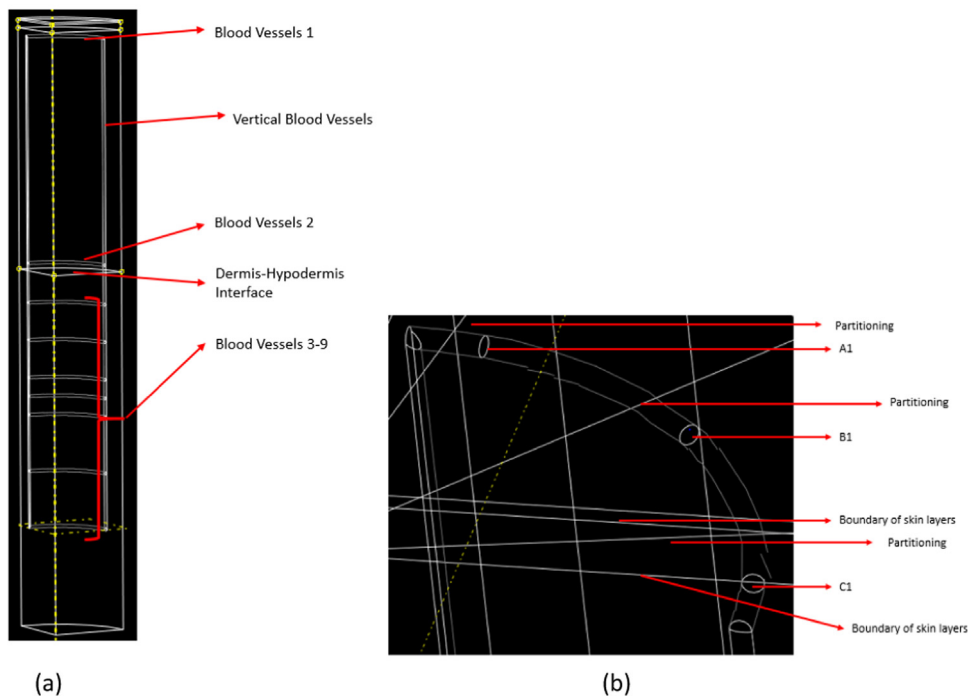 Blood Vessels 1
Vertical Blood Vessels
Blood Vessels 2
Dermis-Hypodermis
Interface
Blood Vessels 3-9
(a)
Partitioning
A1
Partitioning
B1
Boundary of skin layers
Partitioning
C1
Boundary of skin layers
(b)